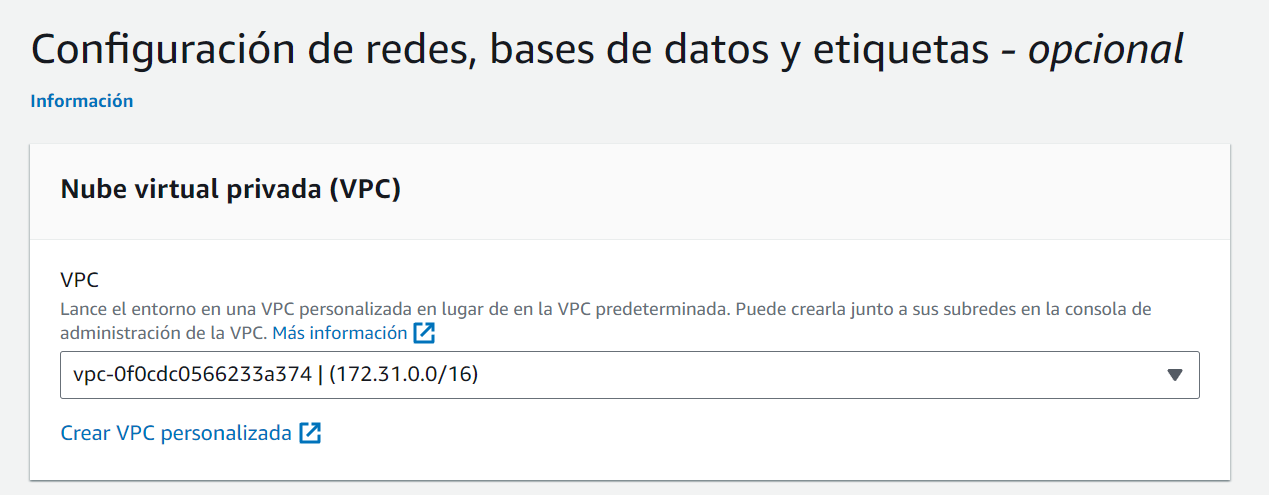 Configuración de redes, bases de datos y etiquetas - opcional
Información
Nube virtual privada (VPC)
VPC
Lance el entorno en una VPC personalizada en lugar de en la VPC predeterminada. Puede crearla junto a sus subredes en la consola de
administración de la VPC. Más información
vpc-0f0cdc0566233a374 | (172.31.0.0/16)
Crear VPC personalizada